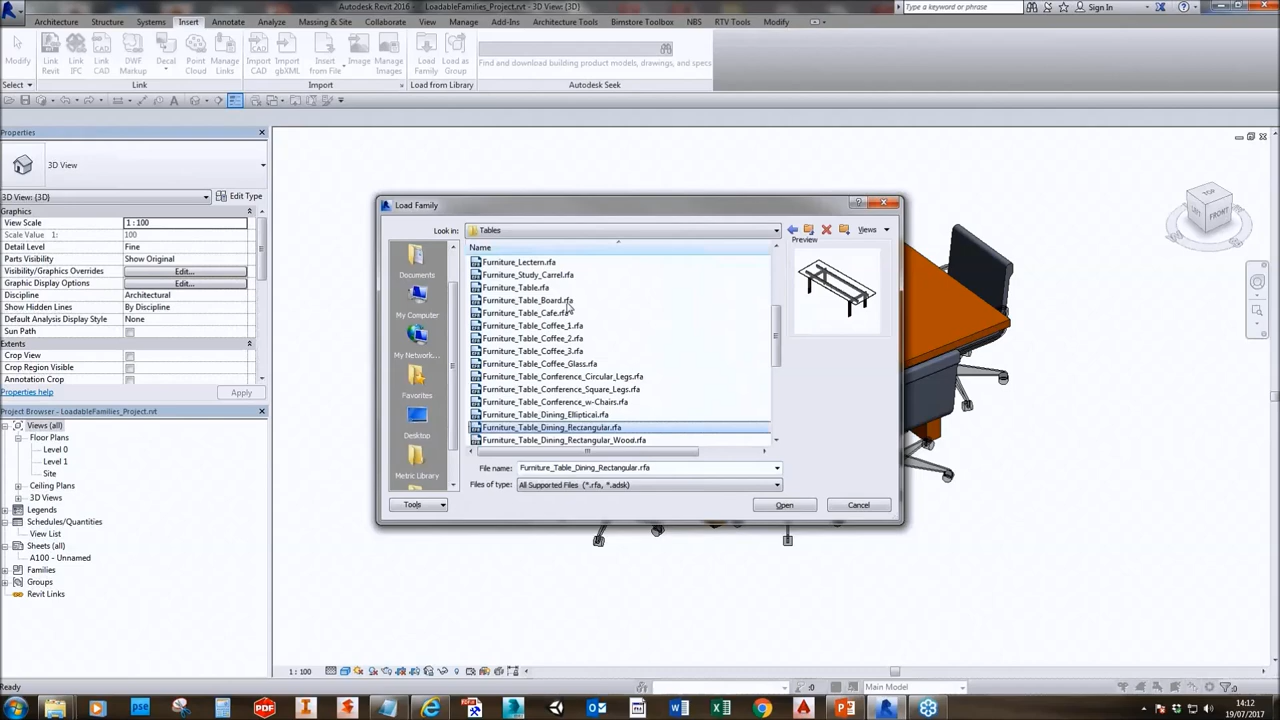 Autodesk Revit 2016 - LoadableFamilies_Project.rvt - 3D View: {3D}
Type a keyword or phrase
Sign In
Architecture Structure Systems Insert Annotate Analyze Massing & Site Collaborate View Manage Add-Ins Architecture Tools Bimstore Toolbox NBS RTV Tools Modify
Modify
Link Revit
Link IFC
Link CAD
DWF Markup
Decal
Point Cloud
Manage Links
Import CAD
Import gbXML
Insert from File
Image
Manage Images
Load Family
Load as Group
Find and download building product models, drawings, and specs
Select
Link
Import
Load from Library
Autodesk Seek
Properties
3D View
3D View: {3D}
Edit Type
Graphics
View Scale 1 : 100
Scale Value 1: 100
Detail Level Fine
Parts Visibility Show Original
Visibility/Graphics Overrides Edit...
Graphic Display Options Edit...
Discipline Architectural
Show Hidden Lines By Discipline
Default Analysis Display Style None
Sun Path
Extents
Crop View
Crop Region Visible
Annotation Crop
Properties help
Apply
Project Browser - LoadableFamilies_Project.rvt
Views (all)
Floor Plans
Level 0
Level 1
Site
Ceiling Plans
3D Views
Legends
Schedules/Quantities
View List
Sheets (all)
A100 - Unnamed
Families
Groups
Revit Links
Load Family
Look in: Tables
Views
Documents
My Computer
My Network...
Favorites
Desktop
Metric Library
Name
Furniture_Lectern.rfa
Furniture_Study_Carrel.rfa
Furniture_Table.rfa
Furniture_Table_Board.rfa
Furniture_Table_Cafe.rfa
Furniture_Table_Coffee_1.rfa
Furniture_Table_Coffee_2.rfa
Furniture_Table_Coffee_3.rfa
Furniture_Table_Coffee_Glass.rfa
Furniture_Table_Conference_Circular_Legs.rfa
Furniture_Table_Conference_Square_Legs.rfa
Furniture_Table_Conference_w-Chairs.rfa
Furniture_Table_Dining_Elliptical.rfa
Furniture_Table_Dining_Rectangular.rfa
Furniture_Table_Dining_Rectangular_Wood.rfa
Preview
File name: Furniture_Table_Dining_Rectangular.rfa
Files of type: All Supported Files (*.rfa, *.adsk)
Tools
Open
Cancel
TOP
FRONT
1 : 100
Ready
:0
Main Model
:0
pse
PDF
14:12
19/07/2017